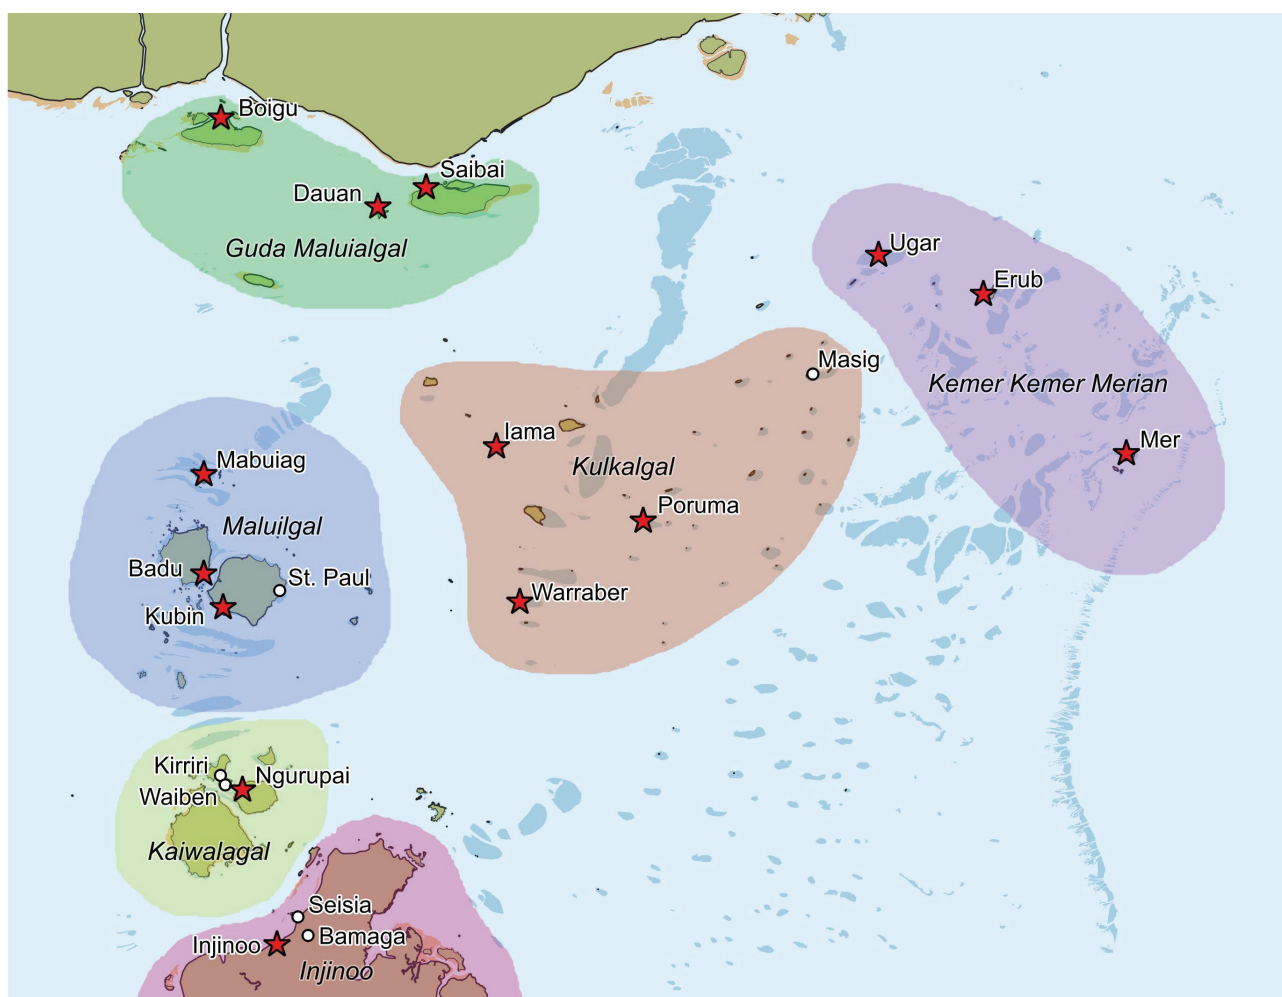 Boigu
Saibai
Dauan
Guda Maluialgal
Ugar
Erub
Masig
Kemer Kemer Merian
Iama
Mer
Mabuiag
Kulkalgal
Poruma
Maluilgal
Badu
St. Paul
Warraber
Kubin
Kirriri
Ngurupai
Waiben
Kaiwalagal
Seisia
Bamaga
Injinoo
Injinoo